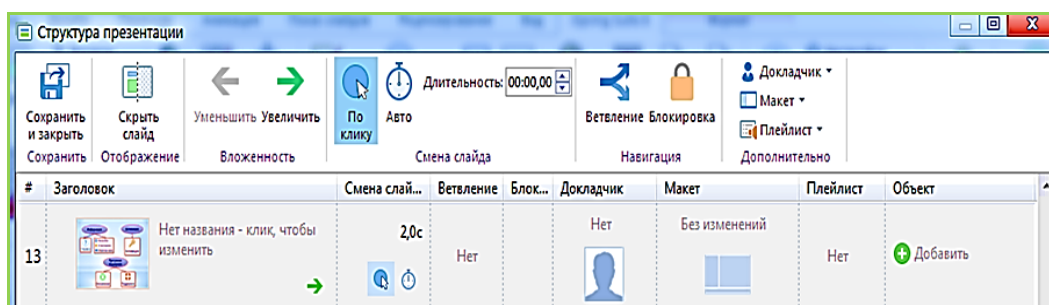 Структура презентации
Сохранить и закрыть
Скрыть слайд
Уменьшить Увеличить
По клику
Авто
Длительность: 00:00,00
Ветвление Блокировка
Докладчик
Макет
Плейлист
Сохранить Отображение Вложенность Смена слайда Навигация Дополнительно
# Заголовок Смена слай... Ветвление Блок... Докладчик Макет Плейлист Объект
13 Нет названия - клик, чтобы изменить 2,0с Нет Нет Без изменений Нет Добавить